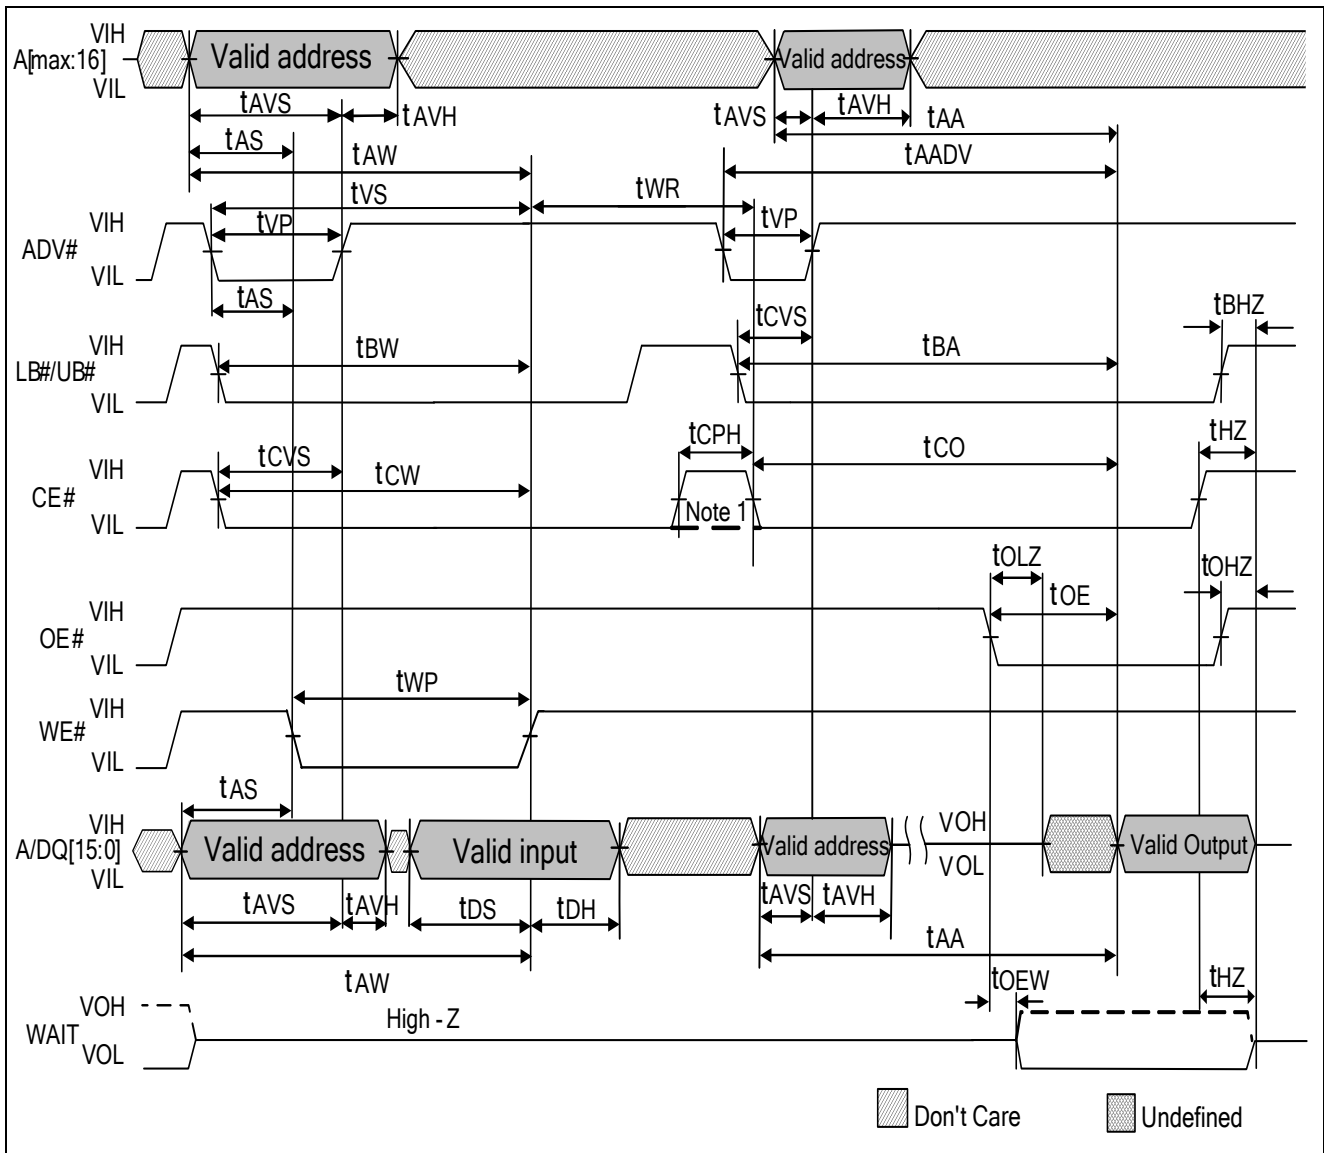 VIH
A[max:16]
VIL
Valid address
Valid address
tAVS
tAVH
tAVS
tAVH
tAS
tAW
tAA
tAADV
tVS
tWR
VIH
ADV#
VIL
tVP
tVP
tAS
tCVS
tBHZ
VIH
LB#/UB#
VIL
tBW
tBA
tCPH
tHZ
VIH
CE#
VIL
tCVS
tCW
tCO
Note 1
tOLZ
tOHZ
VIH
OE#
VIL
tOE
VIH
WE#
VIL
tWP
tAS
VIH
A/DQ[15:0]
VIL
Valid address
Valid input
Valid address
VOH
VOL
Valid Output
tAVS
tAVH
tDS
tDH
tAVS
tAVH
tAW
tAA
tOEW
tHZ
VOH
WAIT
VOL
High - Z
Don't Care
Undefined